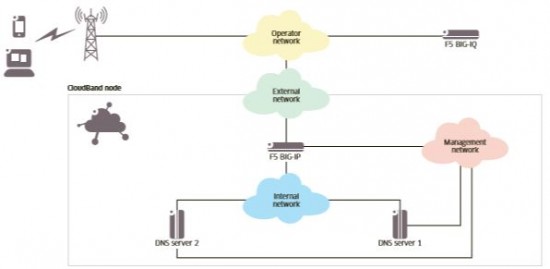 Operator
network
F5 BIG-IQ
CloudBand node
External
network
Management
network
F5 BIG-IP
Internal
network
DNS server 2
DNS server 1